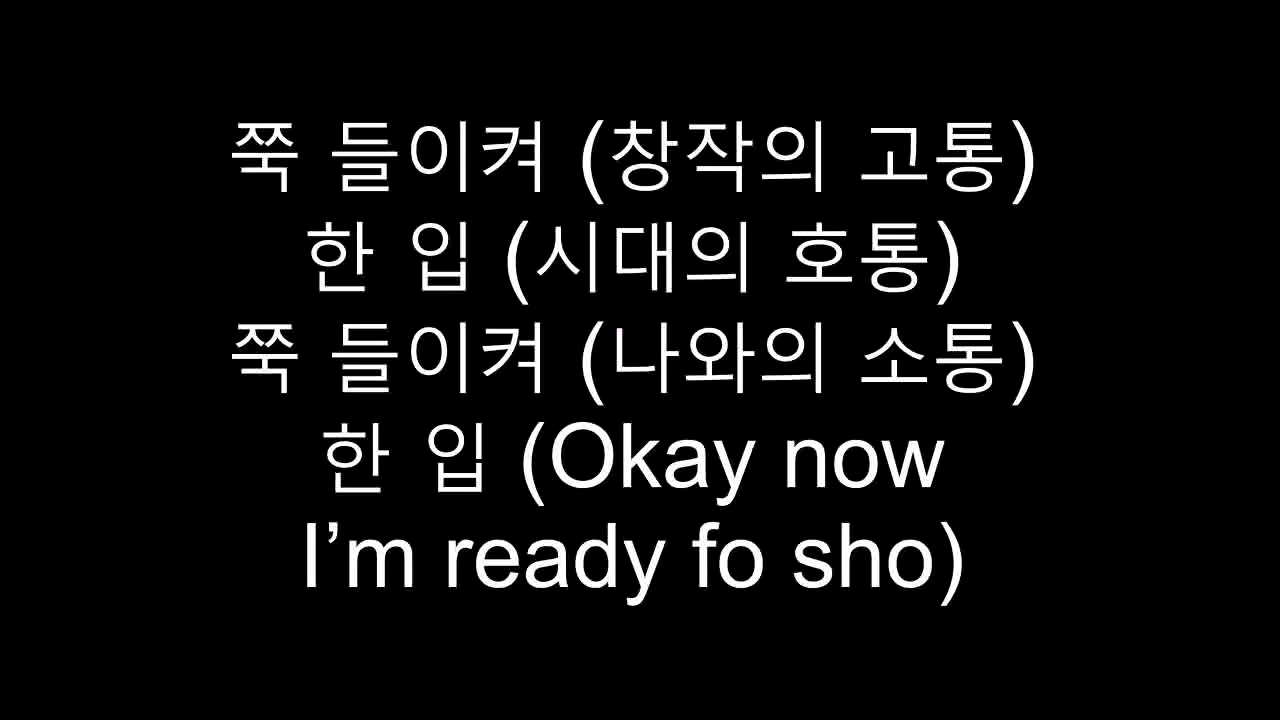 쭉 들이켜 (창작의 고통)
한 입 (시대의 호통)
쭉 들이켜 (나와의 소통)
한 입 (Okay now
I’m ready fo sho)